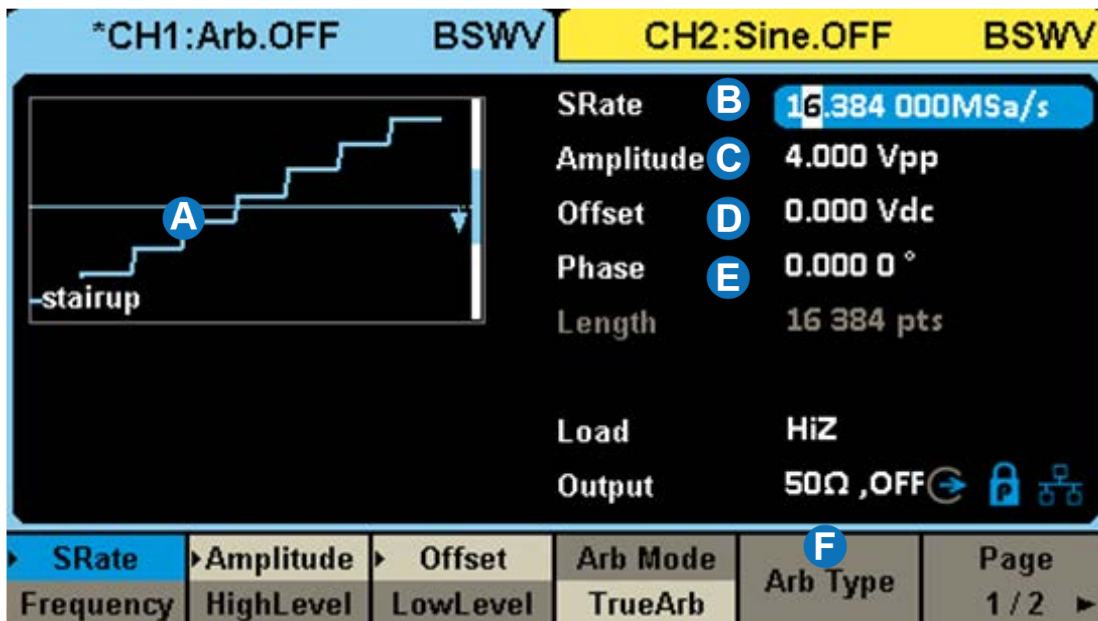 *CH1:Arb.OFF BSWV CH2:Sine.OFF BSWV
SRate B 16.384 000MSa/s
Amplitude C 4.000 Vpp
Offset D 0.000 Vdc
A
Phase E 0.000 0 °
stairup
Length 16 384 pts
Load HiZ
Output 50Ω ,OFF P
F
SRate Amplitude Offset Arb Mode Arb Type Page
Frequency HighLevel LowLevel TrueArb 1 / 2